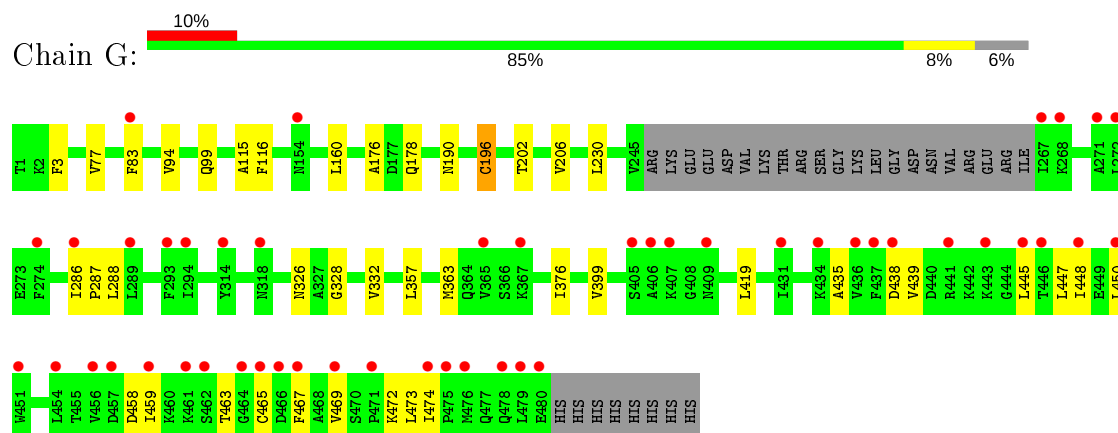 10%
Chain G:
85% 8% 6%
T1 K2 F3 V77 F83 V94 Q99 A115 F116 N154 L160 A176 D177 Q178 N190 C196 T202 V206 L230 V245 ARG LYS GLU GLU ASP VAL LYS THR ARG SER GLY LYS LEU GLY ASP ASN VAL ARG GLU ARG ILE I267 K268 A271 L272
E273 F274 I286 P287 L288 L289 F293 I294 Y314 N318 N326 A327 G328 V332 L357 M363 Q364 V365 S366 K367 I376 V399 S405 A406 K407 G408 N409 L419 I431 K434 A435 V436 F437 D438 V439 D440 R441 K442 K443 G444 L445 T446 L447 I448 E449 L450
W451 L454 T455 V456 D457 D458 I459 K460 K461 S462 T463 G464 C465 D466 F467 A468 V469 S470 P471 K472 L473 I474 P475 M476 Q477 Q478 L479 E480 HIS HIS HIS HIS HIS HIS HIS